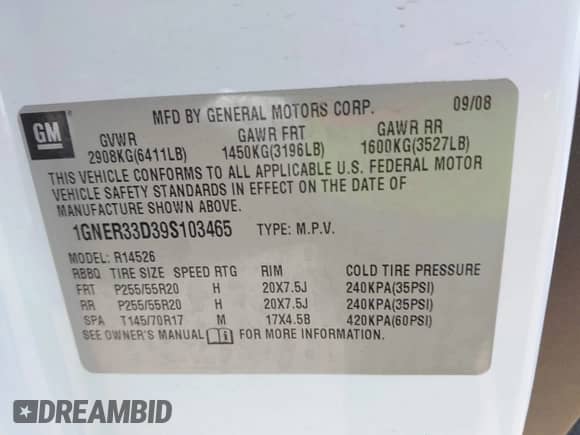 GM
MFD BY GENERAL MOTORS CORP. 09/08
GVWR GAWR FRT GAWR RR
2908KG(6411LB) 1450KG(3196LB) 1600KG(3527LB)
THIS VEHICLE CONFORMS TO ALL APPLICABLE U.S. FEDERAL MOTOR
VEHICLE SAFETY STANDARDS IN EFFECT ON THE DATE OF
MANUFACTURE SHOWN ABOVE.
1GNER33D39S103465 TYPE: M.P.V.
MODEL: R14526
RBBQ TIRE SIZE SPEED RTG RIM COLD TIRE PRESSURE
FRT P255/55R20 H 20X7.5J 240KPA(35PSI)
RR P255/55R20 H 20X7.5J 240KPA(35PSI)
SPA T145/70R17 M 17X4.5B 420KPA(60PSI)
SEE OWNER'S MANUAL FOR MORE INFORMATION.
DREAMBID